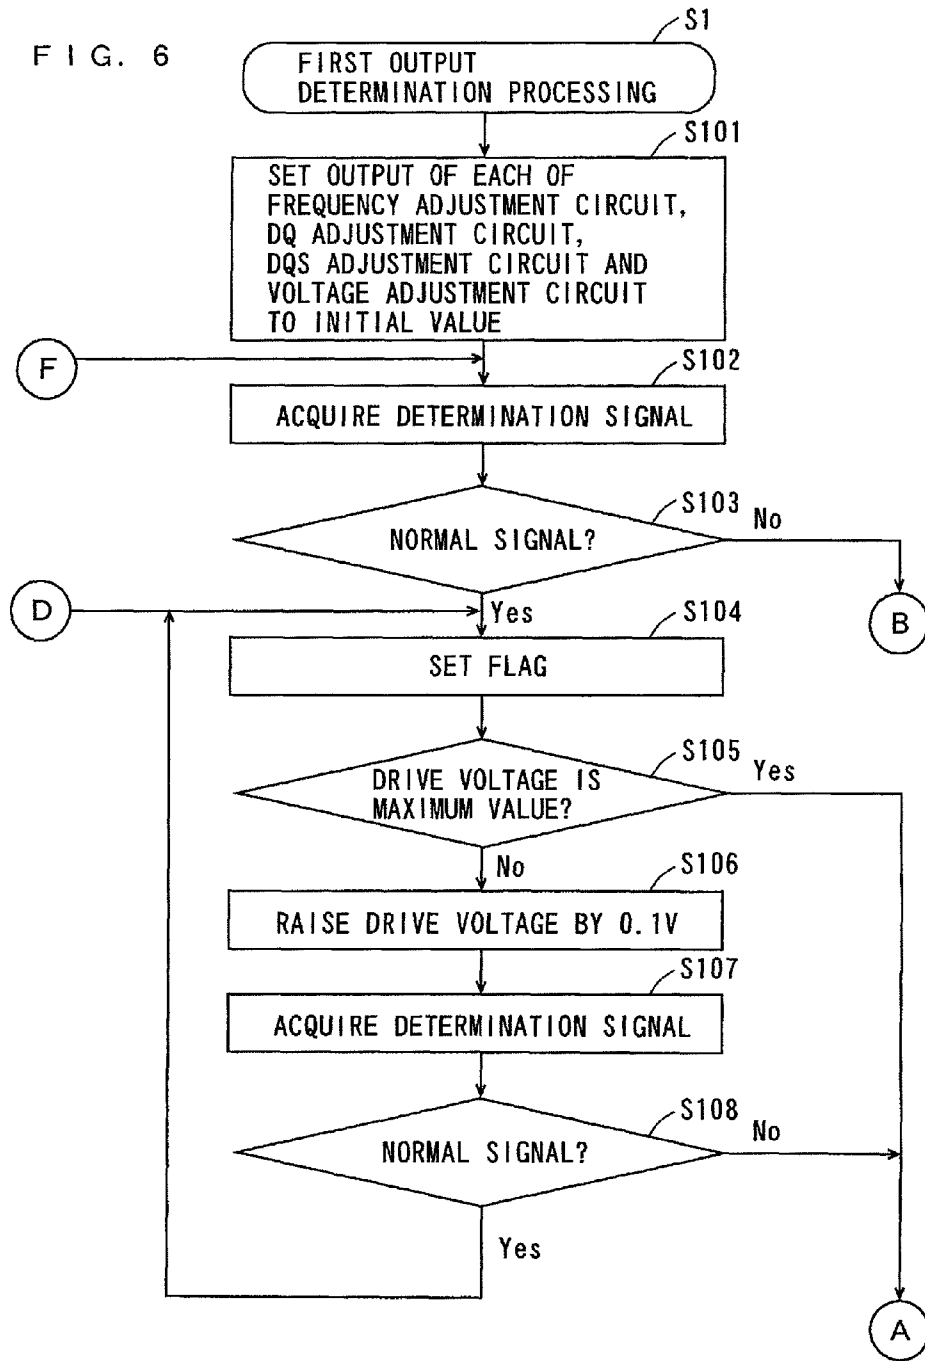 FIG. 6
S1
FIRST OUTPUT
DETERMINATION PROCESSING
S101
SET OUTPUT OF EACH OF
FREQUENCY ADJUSTMENT CIRCUIT,
DQ ADJUSTMENT CIRCUIT,
DQS ADJUSTMENT CIRCUIT AND
VOLTAGE ADJUSTMENT CIRCUIT
TO INITIAL VALUE
F
S102
ACQUIRE DETERMINATION SIGNAL
S103
NORMAL SIGNAL?
No
B
D
Yes
S104
SET FLAG
S105
DRIVE VOLTAGE IS
MAXIMUM VALUE?
Yes
No
S106
RAISE DRIVE VOLTAGE BY 0.1V
S107
ACQUIRE DETERMINATION SIGNAL
S108
NORMAL SIGNAL?
No
Yes
A